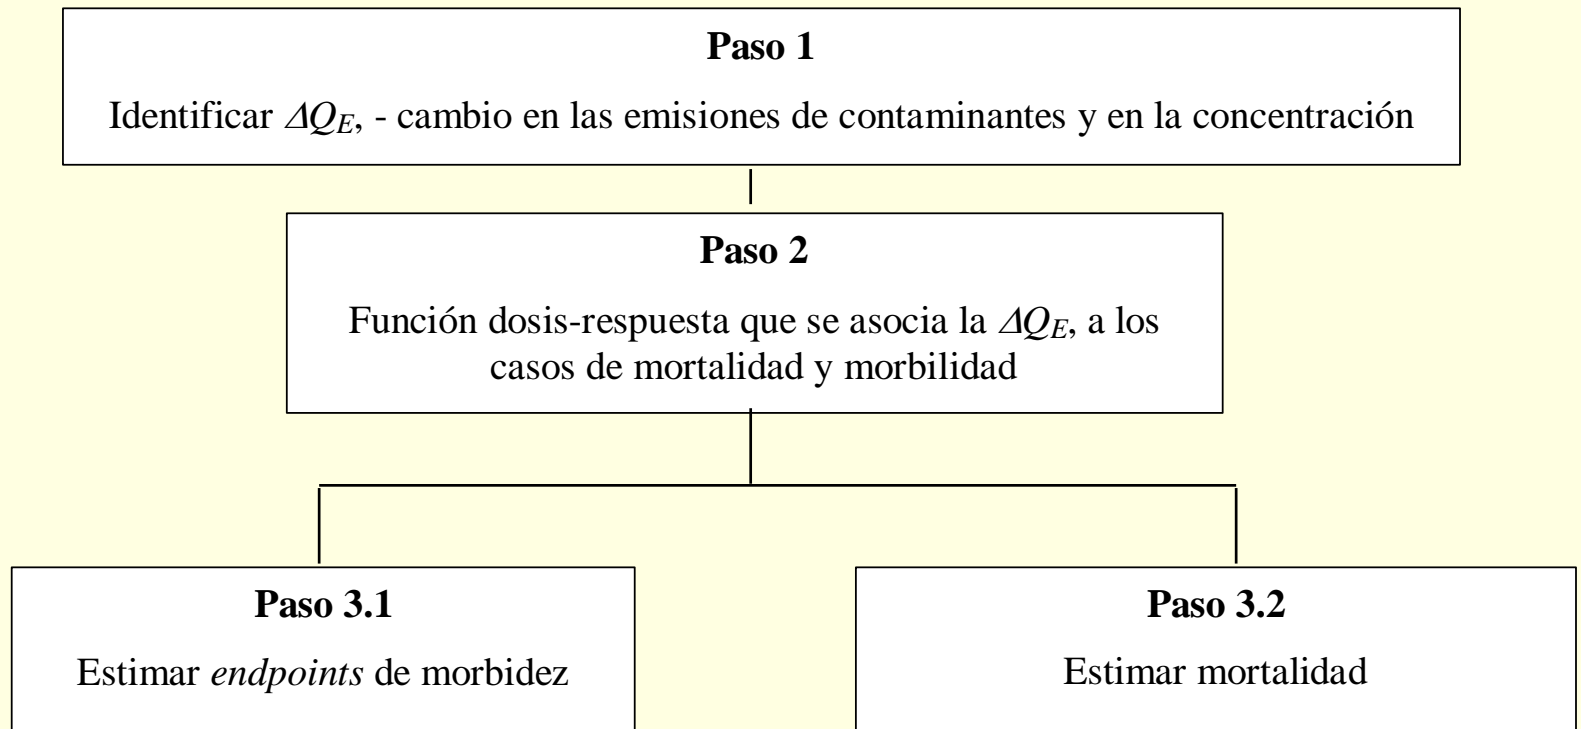 Paso 1
Identificar ΔQE, - cambio en las emisiones de contaminantes y en la concentración
Paso 2
Función dosis-respuesta que se asocia la ΔQE, a los
casos de mortalidad y morbilidad
Paso 3.1
Estimar endpoints de morbidez
Paso 3.2
Estimar mortalidad